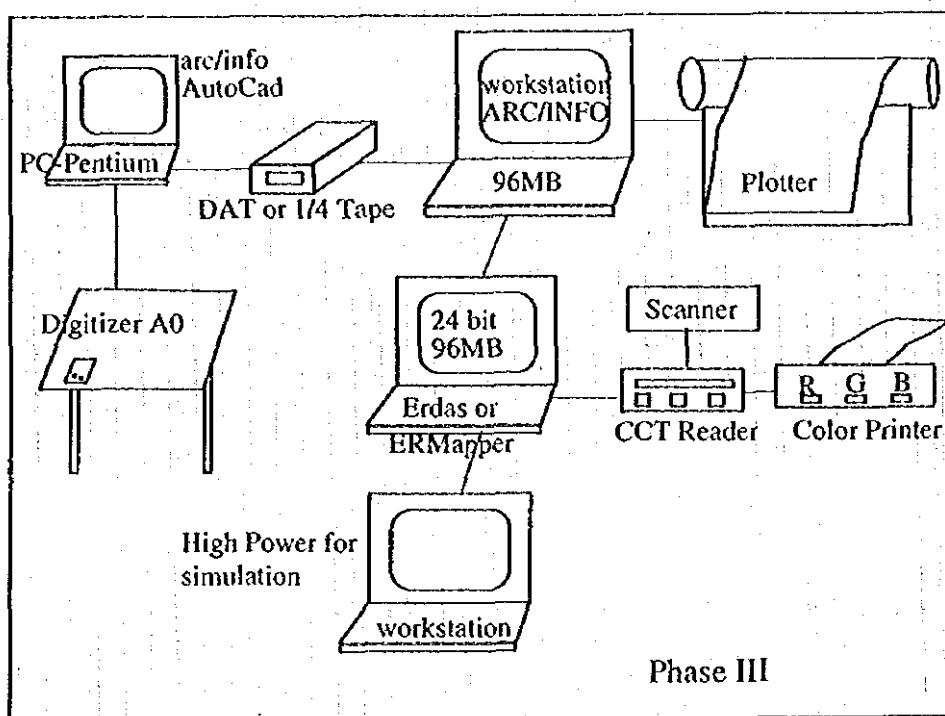 arc/info
AutoCad
PC-Pentium
DAT or 1/4 Tape
workstation
ARC/INFO
96MB
Plotter
Digitizer A0
24 bit
96MB
Erdas or
ERMapper
Scanner
CCT Reader
R G B
Color Printer
High Power for
simulation
workstation
Phase III